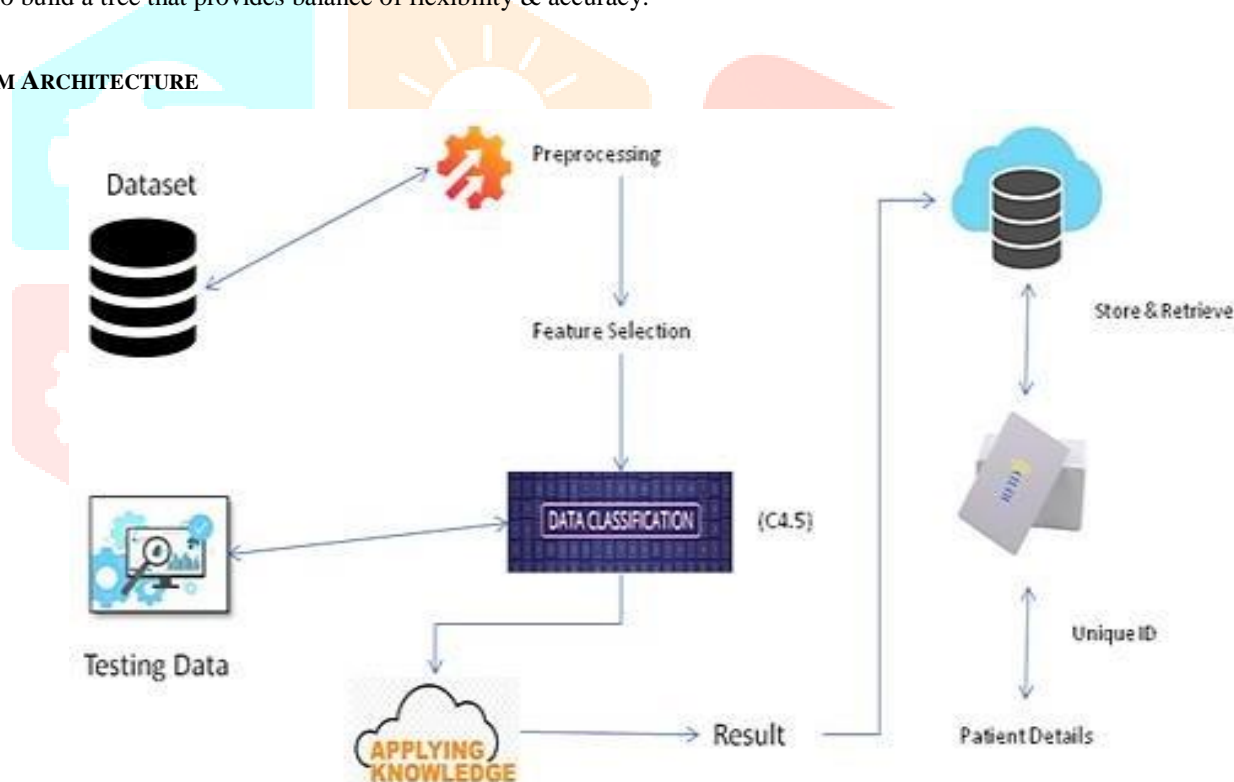 o build a tree that provides balance of flexibility & accuracy.
M ARCHITECTURE
Dataset
Preprocessing
Feature Selection
DATA CLASSIFICATION
(C4.5)
Testing Data
APPLYING
KNOWLEDGE
Result
Store & Retrieve
Unique ID
Patient Details